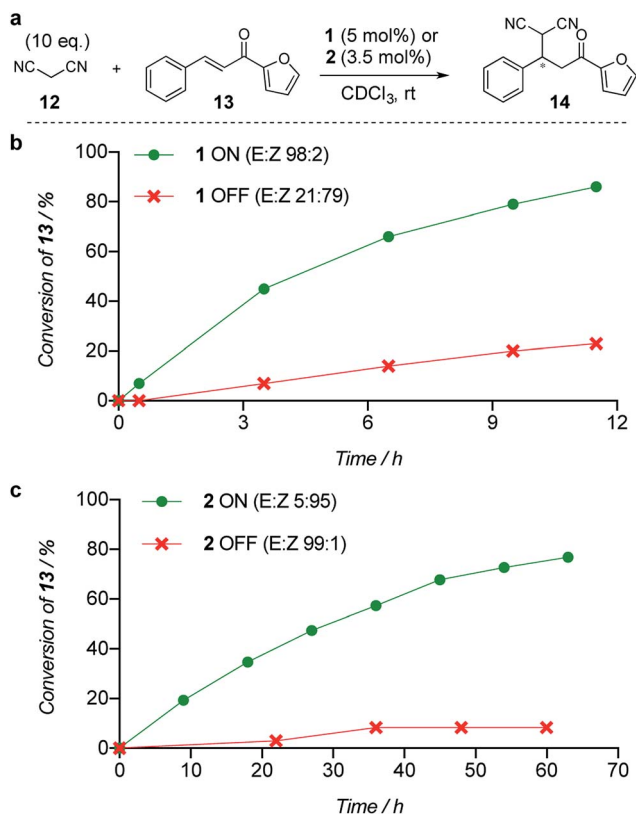 a
(10 eq.)
NC CN
12
+
O
O
13
1 (5 mol%) or
2 (3.5 mol%)
CDCl3, rt
NC CN
O
O
*
14
b
100
80
60
40
20
0
Conversion of 13 / %
1 ON (E:Z 98:2)
1 OFF (E:Z 21:79)
0 3 6 9 12
Time / h
c
100
80
60
40
20
0
Conversion of 13 / %
2 ON (E:Z 5:95)
2 OFF (E:Z 99:1)
0 10 20 30 40 50 60 70
Time / h